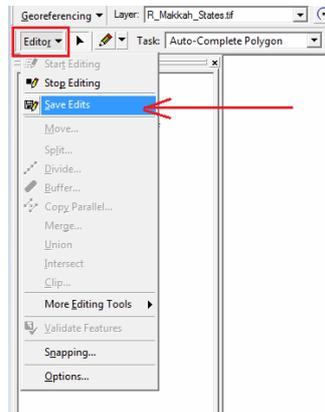 Georeferencing Layer: R_Makkah_States.tif
Editor Task: Auto-Complete Polygon
Start Editing
Stop Editing
Save Edits
Move...
Split...
Divide...
Buffer...
Copy Parallel...
Merge...
Union
Intersect
Clip...
More Editing Tools
Validate Features
Snapping...
Options...